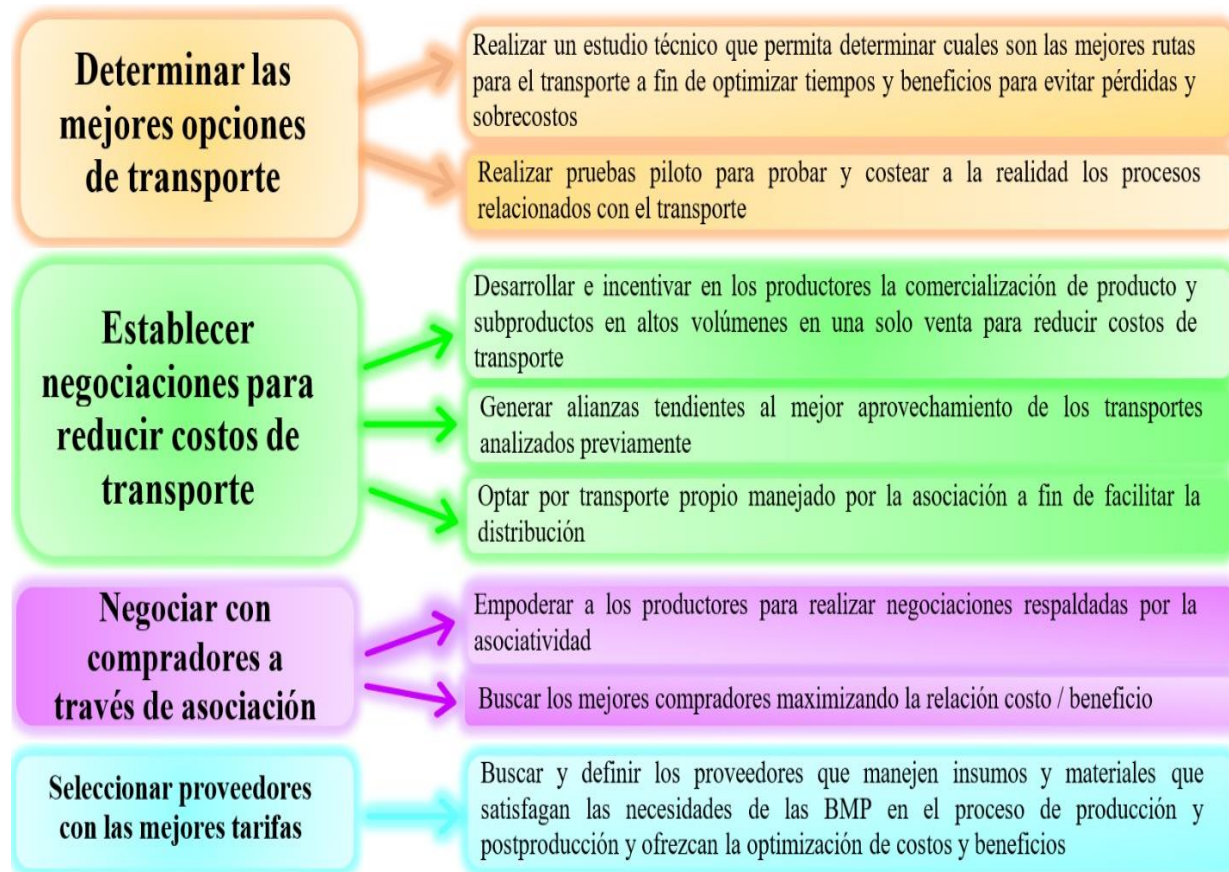 Determinar las
mejores opciones
de transporte
Realizar un estudio técnico que permita determinar cuales son las mejores rutas
para el transporte a fin de optimizar tiempos y beneficios para evitar pérdidas y
sobrecostos
Realizar pruebas piloto para probar y costear a la realidad los procesos
relacionados con el transporte
Establecer
negociaciones para
reducir costos de
transporte
Desarrollar e incentivar en los productores la comercialización de producto y
subproductos en altos volúmenes en una solo venta para reducir costos de
transporte
Generar alianzas tendientes al mejor aprovechamiento de los transportes
analizados previamente
Optar por transporte propio manejado por la asociación a fin de facilitar la
distribución
Negociar con
compradores a
través de asociación
Empoderar a los productores para realizar negociaciones respaldadas por la
asociatividad
Buscar los mejores compradores maximizando la relación costo / beneficio
Seleccionar proveedores
con las mejores tarifas
Buscar y definir los proveedores que manejen insumos y materiales que
satisfagan las necesidades de las BMP en el proceso de producción y
postproducción y ofrezcan la optimización de costos y beneficios